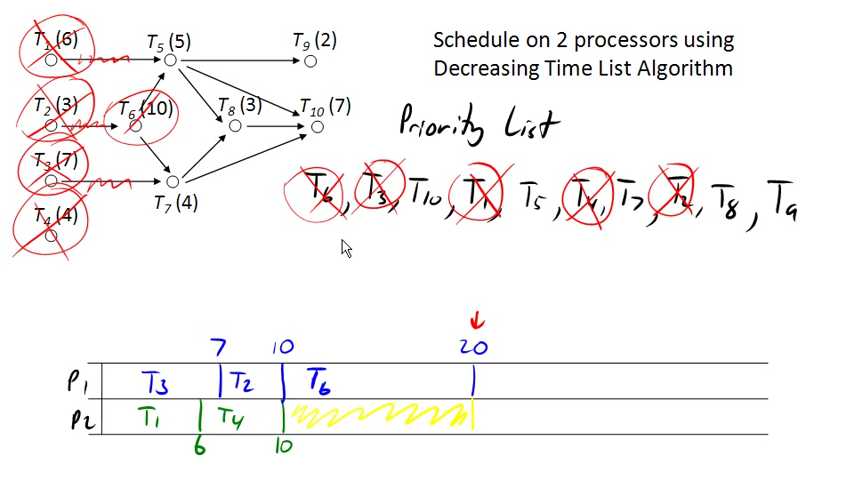 T₁ (6)
T₅ (5)
T₉ (2)
Schedule on 2 processors using
Decreasing Time List Algorithm
T₂ (3)
T₆ (10)
T₈ (3)
T₁₀ (7)
Priority List
T₃ (7)
T₇ (4)
T₄ (4)
T₆, T₃, T₁₀, T₁, T₅, T₄, T₇, T₂, T₈, T₉
7 10 20
P₁ T₃ T₂ T₆
P₂ T₁ T₄
6 10